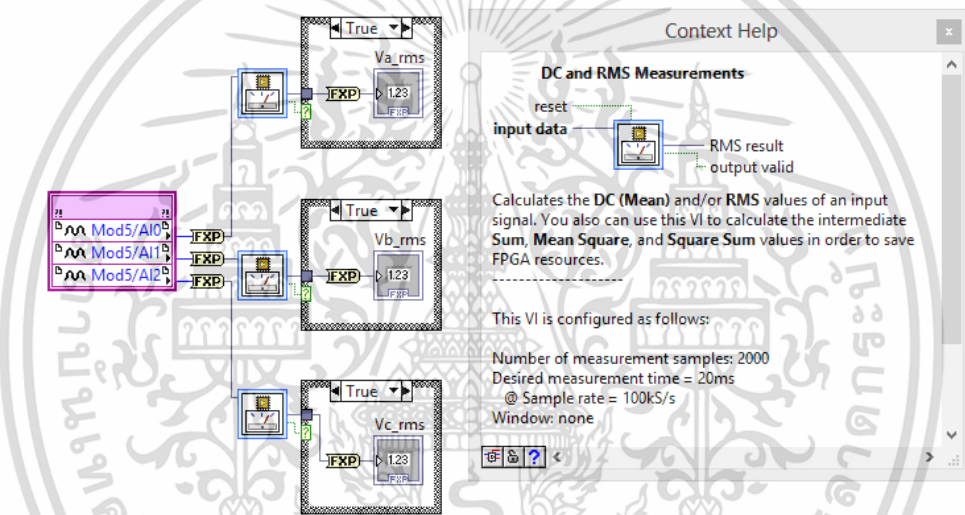 True
Va_rms
FXP
1.23
FXP
?
Mod5/AI0
Mod5/AI1
Mod5/AI2
FXP
FXP
FXP
True
Vb_rms
FXP
1.23
FXP
?
True
Vc_rms
FXP
1.23
FXP
?
Context Help
x
DC and RMS Measurements
reset
input data
RMS result
output valid
Calculates the DC (Mean) and/or RMS values of an input
signal. You also can use this VI to calculate the intermediate
Sum, Mean Square, and Square Sum values in order to save
FPGA resources.
--------------------
This VI is configured as follows:
Number of measurement samples: 2000
Desired measurement time = 20ms
@ Sample rate = 100kS/s
Window: none
?